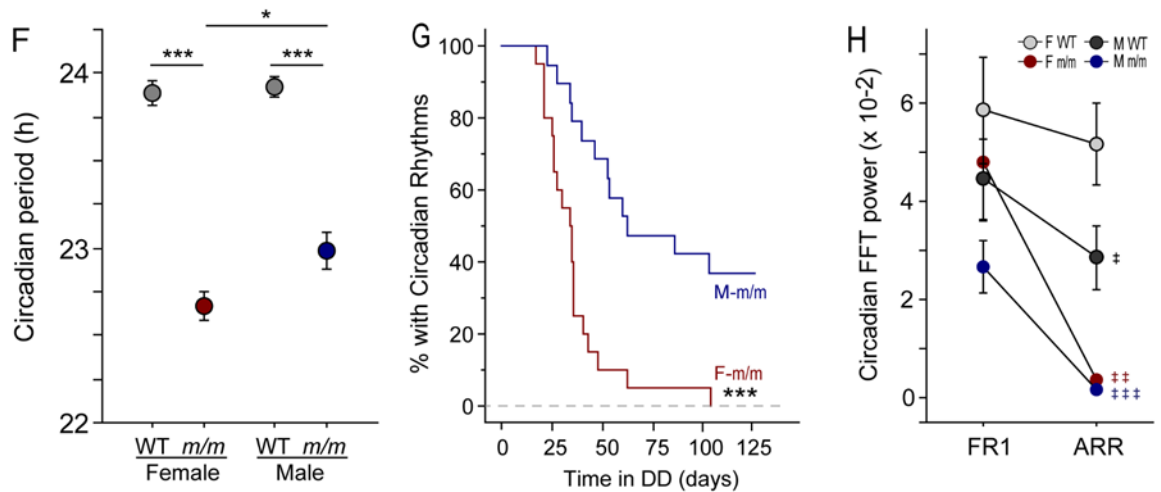 F
Circadian period (h)
24
23
22
***
***
*
WT m/m
Female
WT m/m
Male
G
% with Circadian Rhythms
100
80
60
40
20
0
M-m/m
F-m/m
***
0 25 50 75 100 125
Time in DD (days)
H
Circadian FFT power (x 10-2)
F WT
M WT
F m/m
M m/m
6
4
2
0
‡
‡‡
‡‡‡
FR1 ARR